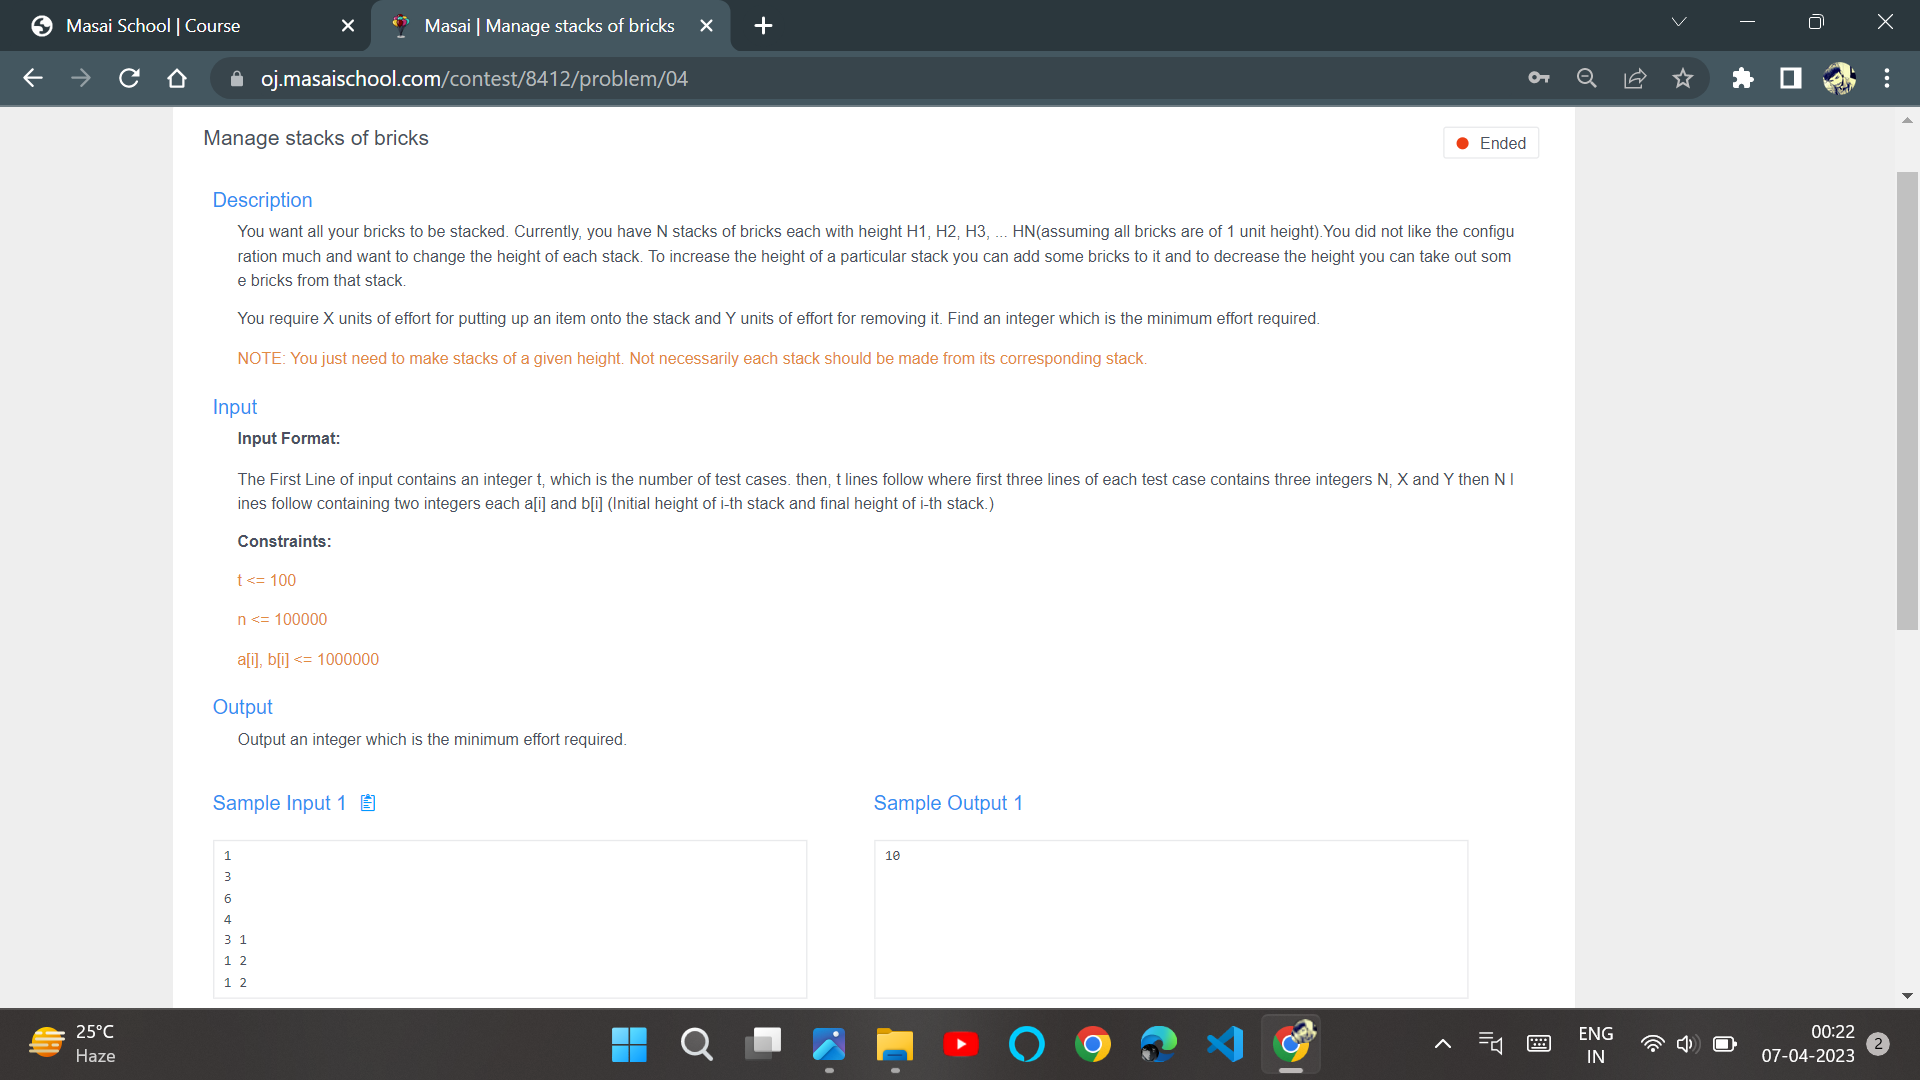 Masai School | Course
Masai | Manage stacks of bricks
oj.masaischool.com/contest/8412/problem/04
Manage stacks of bricks
Ended
Description
You want all your bricks to be stacked. Currently, you have N stacks of bricks each with height H1, H2, H3, ... HN(assuming all bricks are of 1 unit height).You did not like the configu
ration much and want to change the height of each stack. To increase the height of a particular stack you can add some bricks to it and to decrease the height you can take out som
e bricks from that stack.
You require X units of effort for putting up an item onto the stack and Y units of effort for removing it. Find an integer which is the minimum effort required.
NOTE: You just need to make stacks of a given height. Not necessarily each stack should be made from its corresponding stack.
Input
Input Format:
The First Line of input contains an integer t, which is the number of test cases. then, t lines follow where first three lines of each test case contains three integers N, X and Y then N l
ines follow containing two integers each a[i] and b[i] (Initial height of i-th stack and final height of i-th stack.)
Constraints:
t <= 100
n <= 100000
a[i], b[i] <= 1000000
Output
Output an integer which is the minimum effort required.
Sample Input 1
Sample Output 1
1
3
6
4
3 1
1 2
1 2
10
25°C
Haze
ENG
IN
00:22
07-04-2023
2